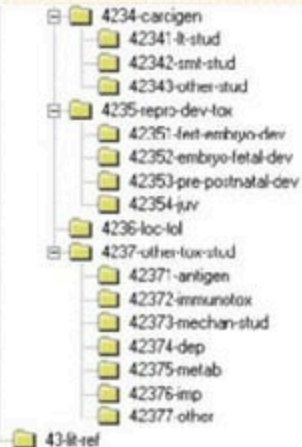 4234-carcigen
42341-lt-stud
42342-smt-stud
42343-other-stud
4235-repro-dev-tox
42351-fert-embryo-dev
42352-embryo-fetal-dev
42353-pre-postnatal-dev
42354-juv
4236-loc-tol
4237-other-tox-stud
42371-antigen
42372-immunotox
42373-mechan-stud
42374-dep
42375-metab
42376-imp
42377-other
43-lit-ref